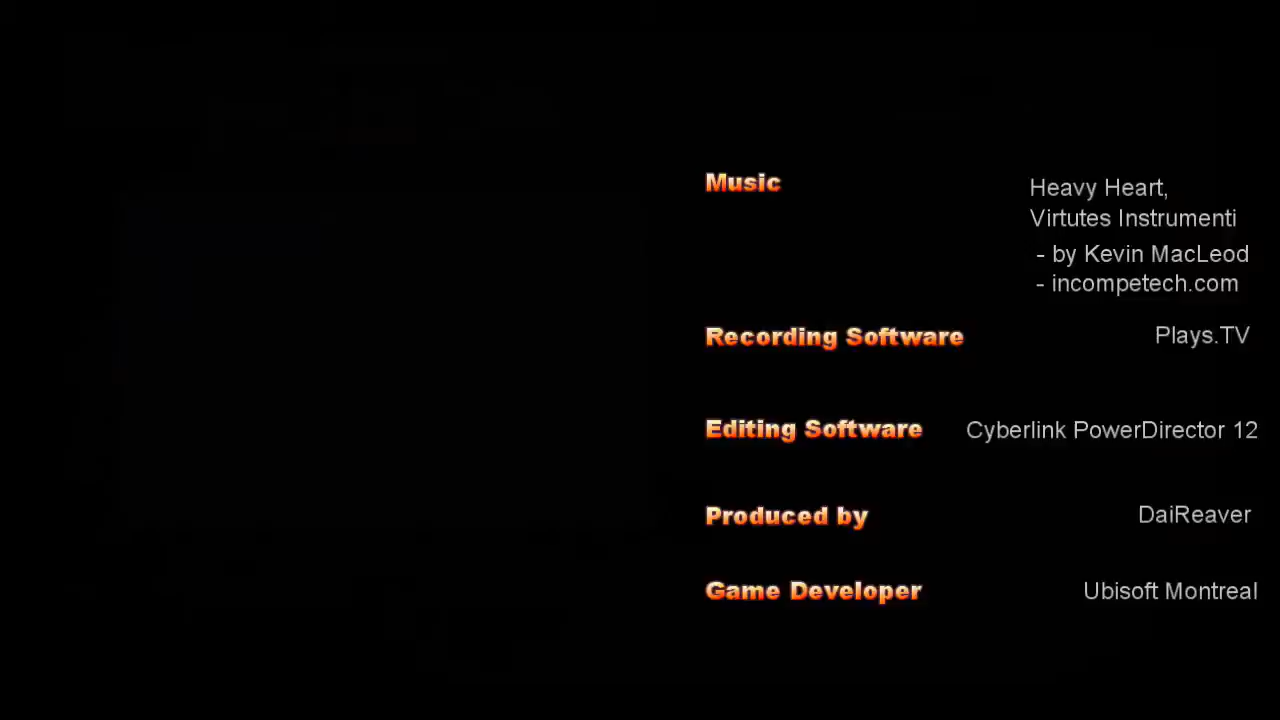 Music
Heavy Heart,
Virtutes Instrumenti
- by Kevin MacLeod
- incompetech.com
Recording Software Plays.TV
Editing Software Cyberlink PowerDirector 12
Produced by DaiReaver
Game Developer Ubisoft Montreal